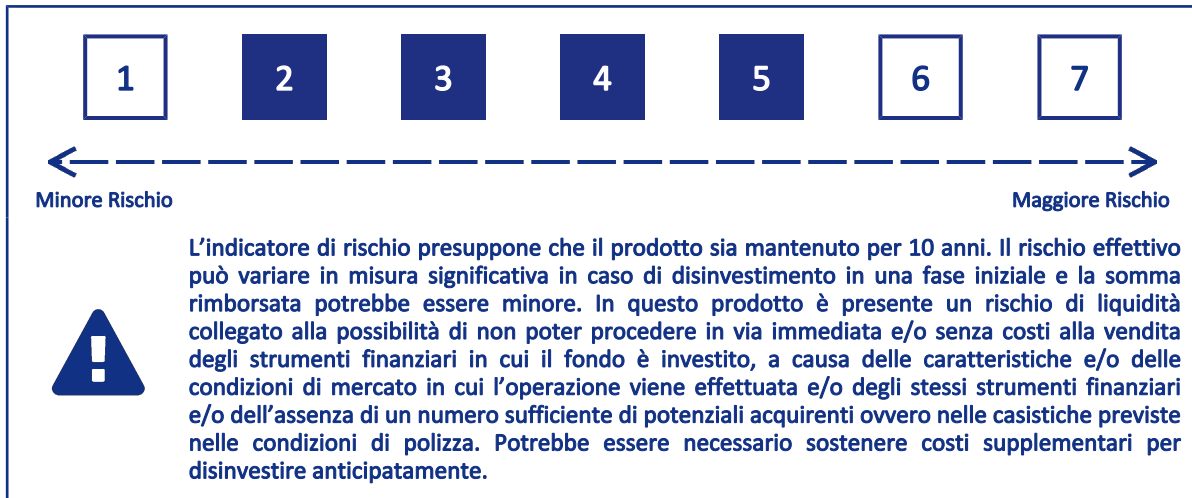 1 2 3 4 5 6 7
Minore Rischio Maggiore Rischio
L'indicatore di rischio presuppone che il prodotto sia mantenuto per 10 anni. Il rischio effettivo
può variare in misura significativa in caso di disinvestimento in una fase iniziale e la somma
rimborsata potrebbe essere minore. In questo prodotto è presente un rischio di liquidità
collegato alla possibilità di non poter procedere in via immediata e/o senza costi alla vendita
degli strumenti finanziari in cui il fondo è investito, a causa delle caratteristiche e/o delle
condizioni di mercato in cui l'operazione viene effettuata e/o degli stessi strumenti finanziari
e/o dell'assenza di un numero sufficiente di potenziali acquirenti ovvero nelle casistiche previste
nelle condizioni di polizza. Potrebbe essere necessario sostenere costi supplementari per
disinvestire anticipatamente.